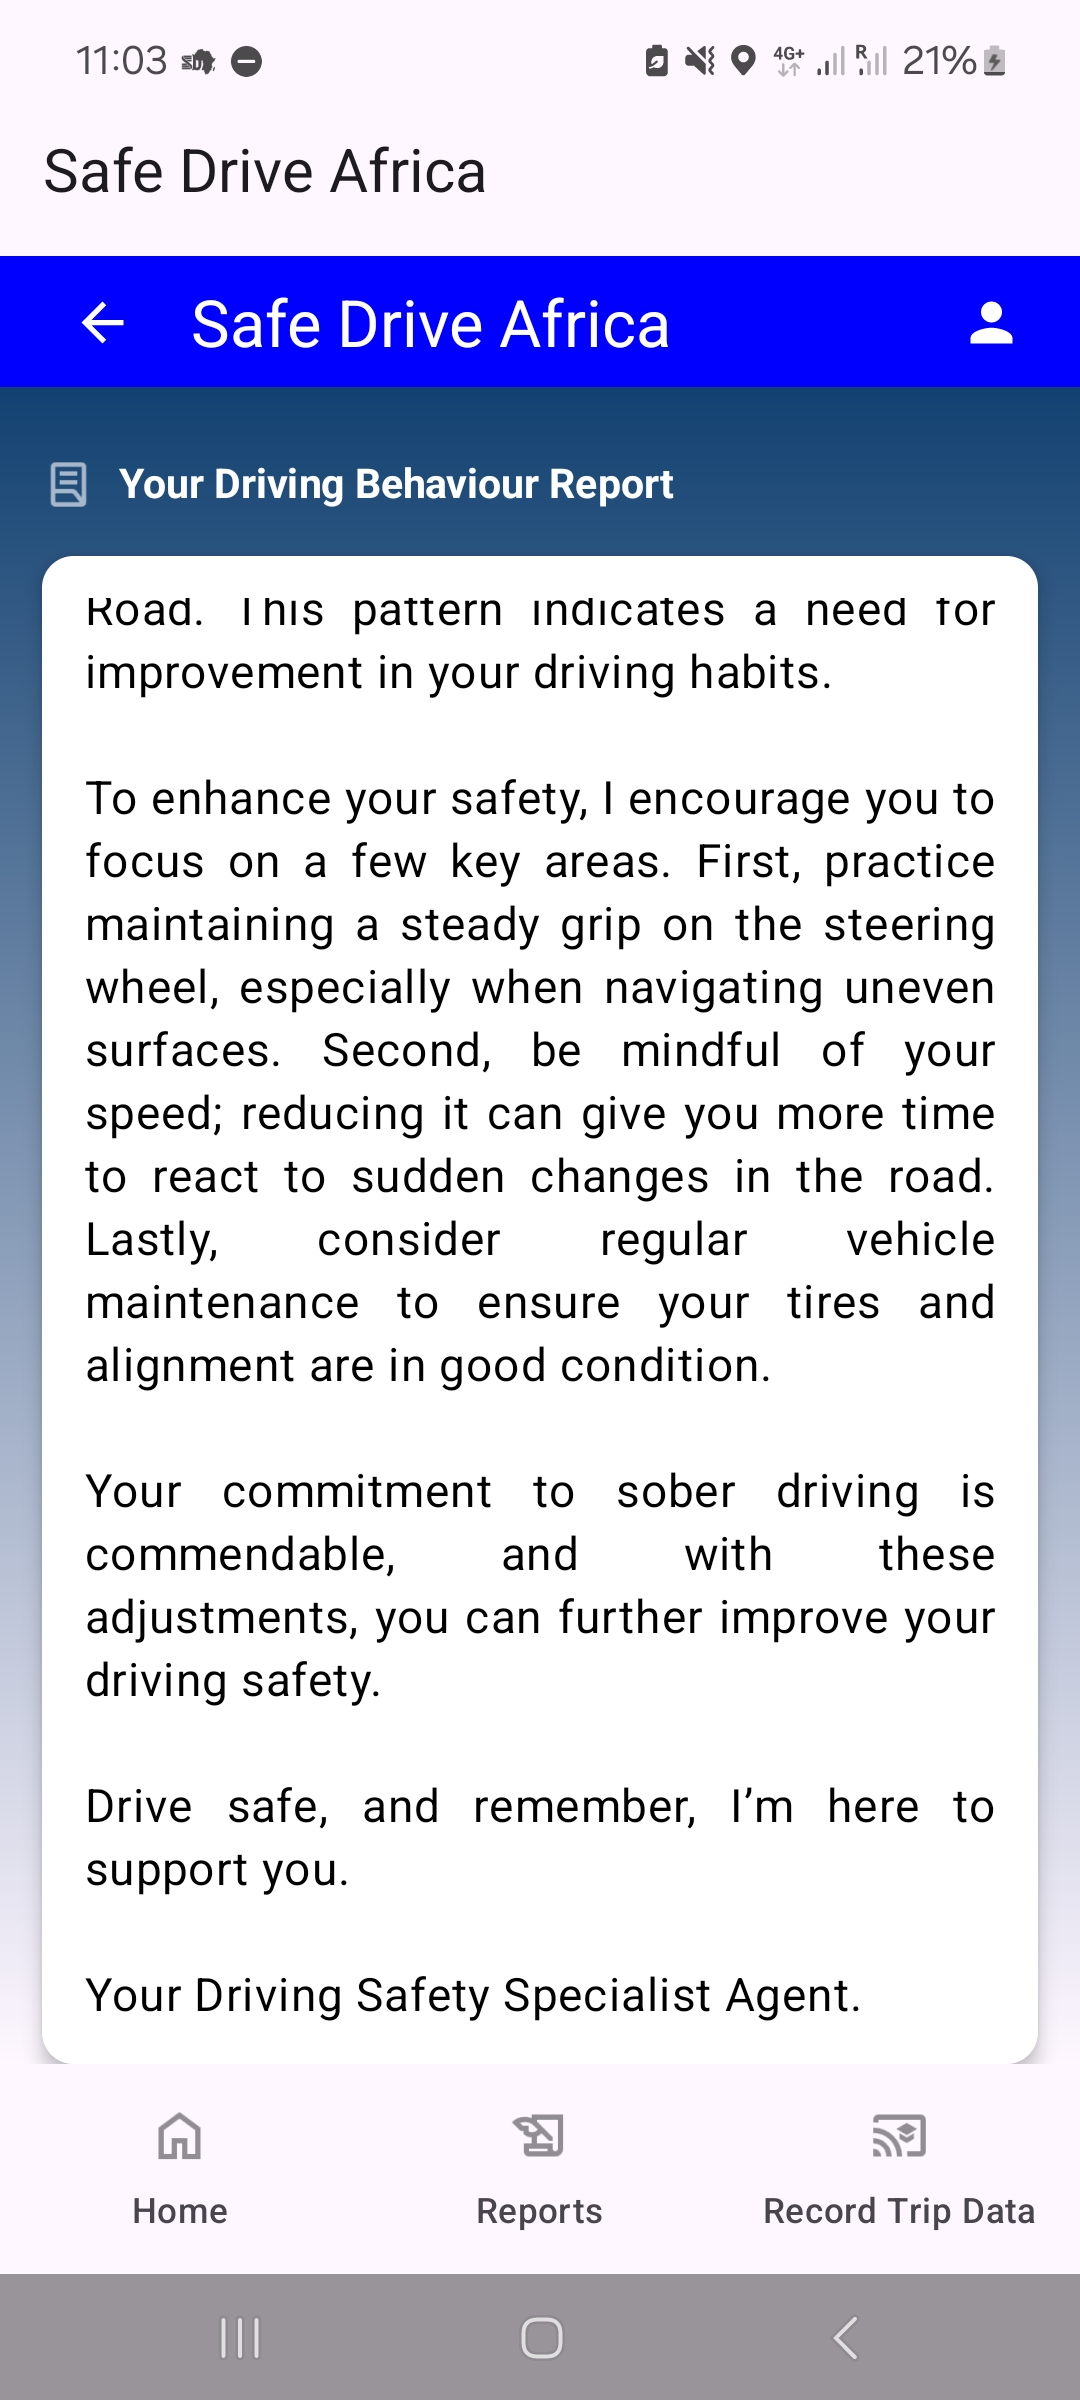 11:03
4G+
R
21%
Safe Drive Africa
Safe Drive Africa
Your Driving Behaviour Report
Road. This pattern indicates a need for
improvement in your driving habits.
To enhance your safety, I encourage you to
focus on a few key areas. First, practice
maintaining a steady grip on the steering
wheel, especially when navigating uneven
surfaces. Second, be mindful of your
speed; reducing it can give you more time
to react to sudden changes in the road.
Lastly, consider regular vehicle
maintenance to ensure your tires and
alignment are in good condition.
Your commitment to sober driving is
commendable, and with these
adjustments, you can further improve your
driving safety.
Drive safe, and remember, I’m here to
support you.
Your Driving Safety Specialist Agent.
Home
Reports
Record Trip Data